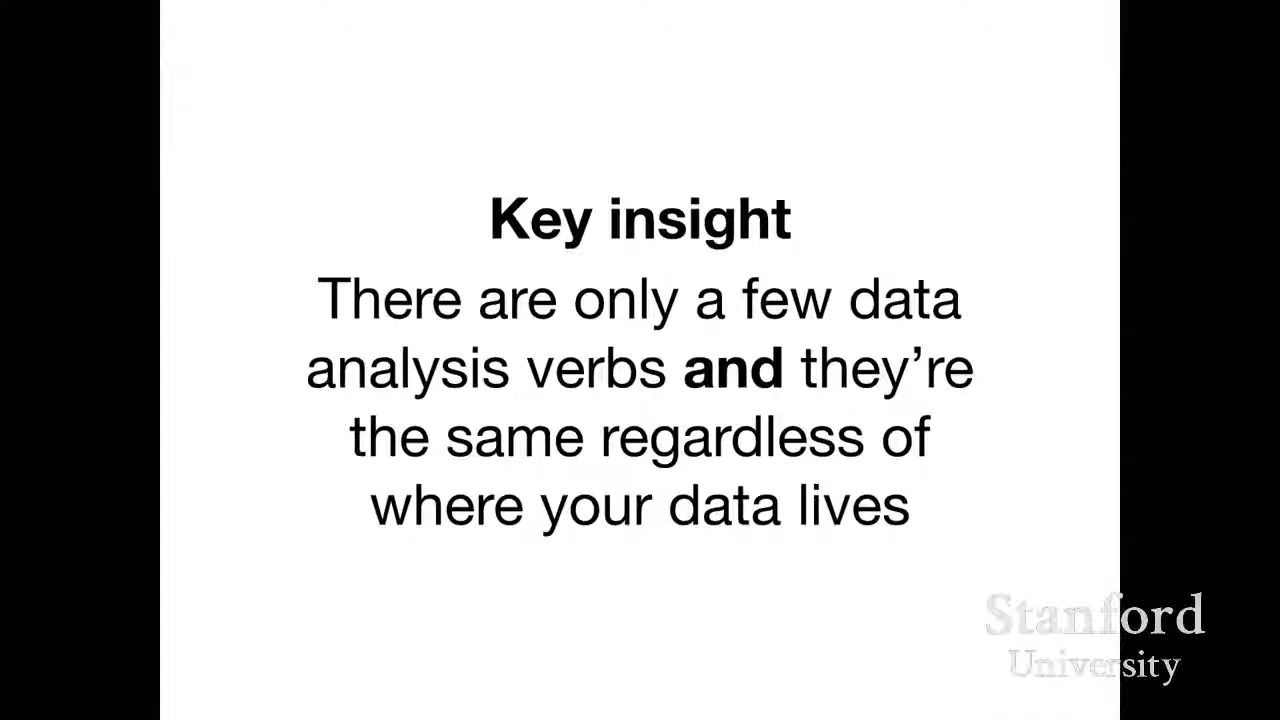 Key insight
There are only a few data
analysis verbs and they’re
the same regardless of
where your data lives
Stanford
University